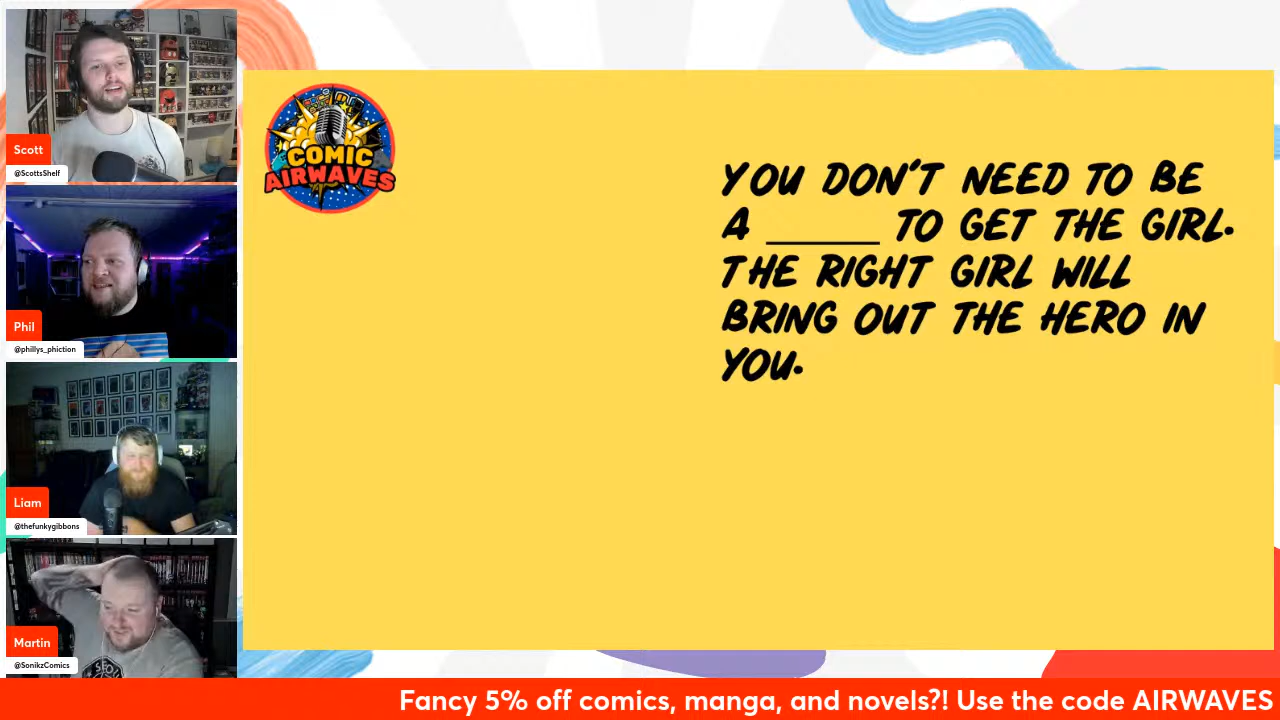 Scott
@ScottsShelf
Phil
@phillys_phiction
Liam
@thefunkygibbons
Martin
@SonikzComics
COMIC
AIRWAVES
YOU DON'T NEED TO BE
A _____ TO GET THE GIRL.
THE RIGHT GIRL WILL
BRING OUT THE HERO IN
YOU.
Fancy 5% off comics, manga, and novels?! Use the code AIRWAVES